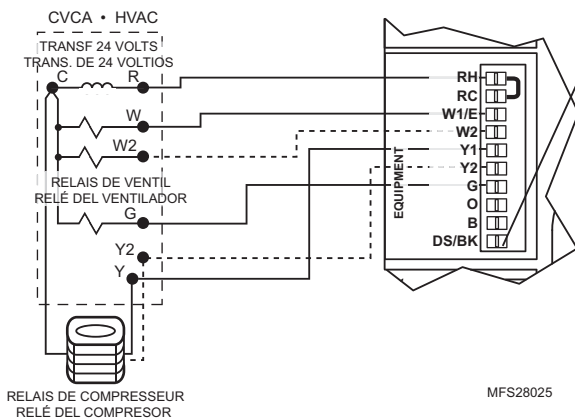 CVCA • HVAC
TRANSF 24 VOLTS
TRANS. DE 24 VOLTIOS
C
R
W
W2
RELAIS DE VENTIL
RELÉ DEL VENTILADOR
G
Y2
Y
RELAIS DE COMPRESSEUR
RELÉ DEL COMPRESOR
EQUIPMENT
RH
RC
W1/E
W2
Y1
Y2
G
O
B
DS/BK
MFS28025